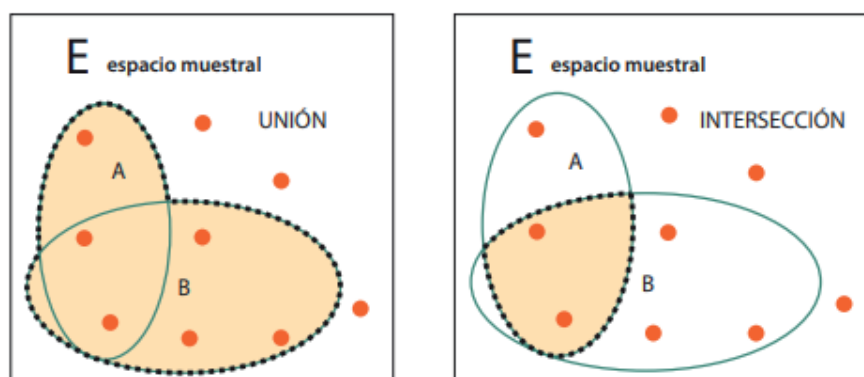 E espacio muestral
UNIÓN
A
B
E espacio muestral
INTERSECCIÓN
A
B